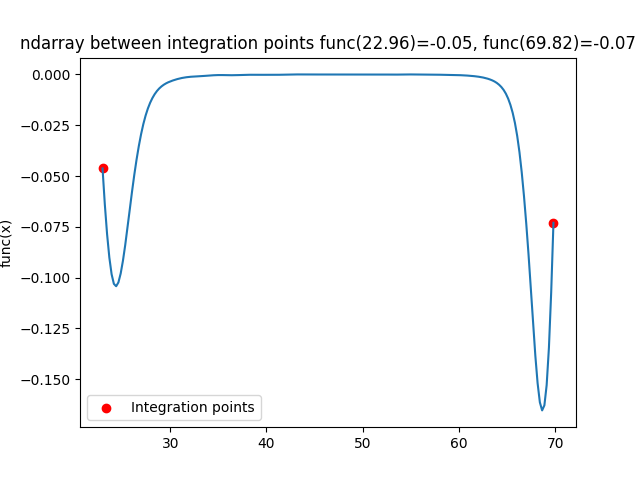 ndarray between integration points func(22.96)=-0.05, func(69.82)=-0.07
func(x)
0.000
−0.025
−0.050
−0.075
−0.100
−0.125
−0.150
Integration points
30 40 50 60 70